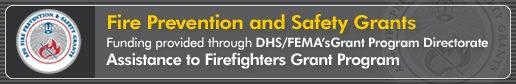 Fire Prevention and Safety Grants
Funding provided through DHS/FEMA'sGrant Program Directorate
Assistance to Firefighters Grant Program